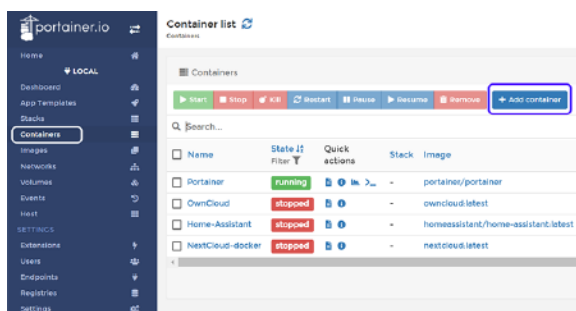 portainer.io
Container list
Containers
Home
LOCAL
Dashboard
App Templates
Stacks
Containers
Images
Networks
Volumes
Events
Host
SETTINGS
Extensions
Users
Endpoints
Registries
Settings
Containers
Start Stop Kill Restart Pause Resume Remove + Add container
Search...
Name State Filter Quick actions Stack Image
Portainer running - portainer/portainer
OwnCloud stopped - owncloud:latest
Home-Assistant stopped - homeassistant/home-assistant:latest
NextCloud-docker stopped - nextcloud:latest